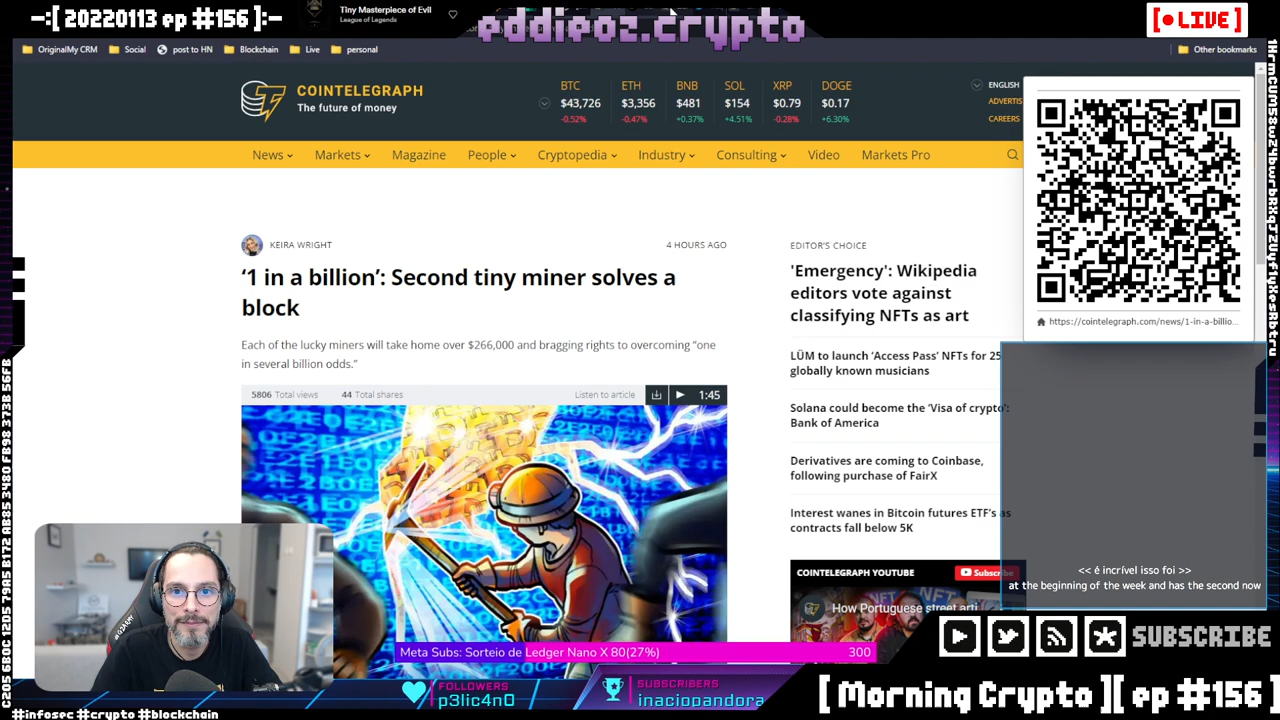 -:[ 20220113 ep #156 ]:-
Tiny Masterpiece of Evil
League of Legends
eddieoz.crypto
[●LIVE]
OriginalMy CRM
Social
post to HN
Blockchain
Live
personal
Other bookmarks
COINTELEGRAPH
The future of money
BTC ETH BNB SOL XRP DOGE
$43,726 $3,356 $481 $154 $0.79 $0.17
-0.52% -0.47% +0.37% +4.51% -0.28% +6.30%
ENGLISH
ADVERTIS
CAREERS
News Markets Magazine People Cryptopedia Industry Consulting Video Markets Pro
KEIRA WRIGHT
4 HOURS AGO
‘1 in a billion’: Second tiny miner solves a
block
Each of the lucky miners will take home over $266,000 and bragging rights to overcoming “one
in several billion odds.”
5806 Total views
44 Total shares
Listen to article
1:45
EDITOR'S CHOICE
'Emergency': Wikipedia
editors vote against
classifying NFTs as art
LÜM to launch ‘Access Pass’ NFTs for 25
globally known musicians
Solana could become the ‘Visa of crypto’:
Bank of America
Derivatives are coming to Coinbase,
following purchase of FairX
Interest wanes in Bitcoin futures ETF’s as
contracts fall below 5K
https://cointelegraph.com/news/1-in-a-billio...
COINTELEGRAPH YOUTUBE
Subscribe
How Portuguese street arti
<< é incrível isso foi >>
at the beginning of the week and has the second now
Meta Subs: Sorteio de Ledger Nano X 80(27%)
300
FOLLOWERS
p3lic4n0
SUBSCRIBERS
inaciopandora
SUBSCRIBE
[ Morning Crypto ][ ep #156 ]
#infosec #crypto #blockchain